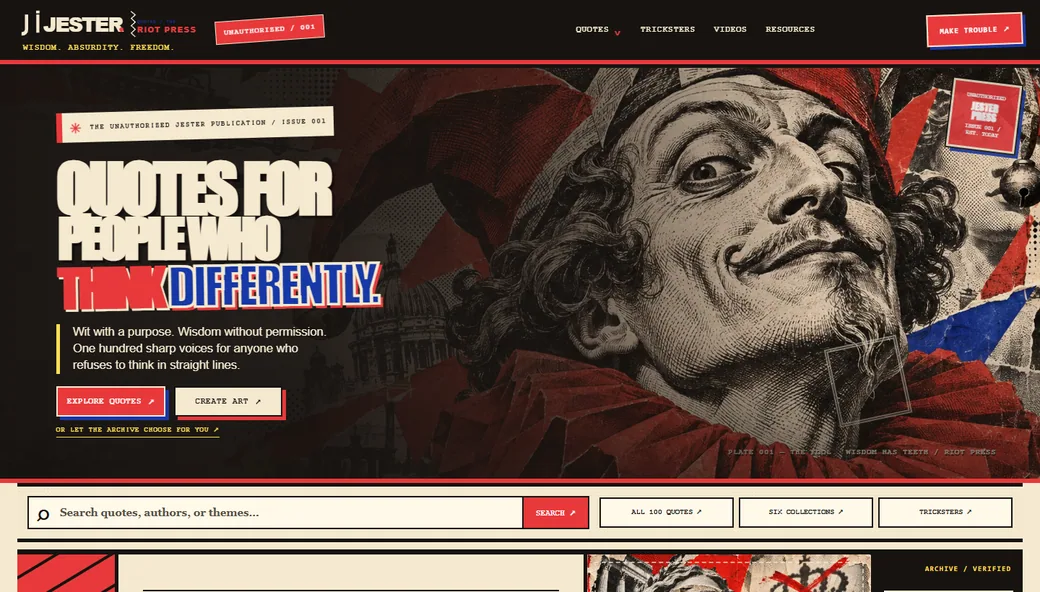 Ji JESTER
RIOT PRESS
WISDOM. ABSURDITY. FREEDOM.
UNAUTHORIZED / 001
QUOTES
TRICKSTERS
VIDEOS
RESOURCES
MAKE TROUBLE ↗
THE UNAUTHORIZED JESTER PUBLICATION / ISSUE 001
UNAUTHORIZED
JESTER
PRESS
ISSUE 001 /
QUOTES FOR
PEOPLE WHO
THINK DIFFERENTLY.
Wit with a purpose. Wisdom without permission.
One hundred sharp voices for anyone who
refuses to think in straight lines.
EXPLORE QUOTES ↗
CREATE ART ↗
OR LET THE ARCHIVE CHOOSE FOR YOU ↗
PLATE 001 — THE FOOL / WISDOM HAS TEETH / RIOT PRESS
Search quotes, authors, or themes...
SEARCH ↗
ALL 100 QUOTES ↗
SIX COLLECTIONS ↗
TRICKSTERS ↗
ARCHIVE / VERIFIED